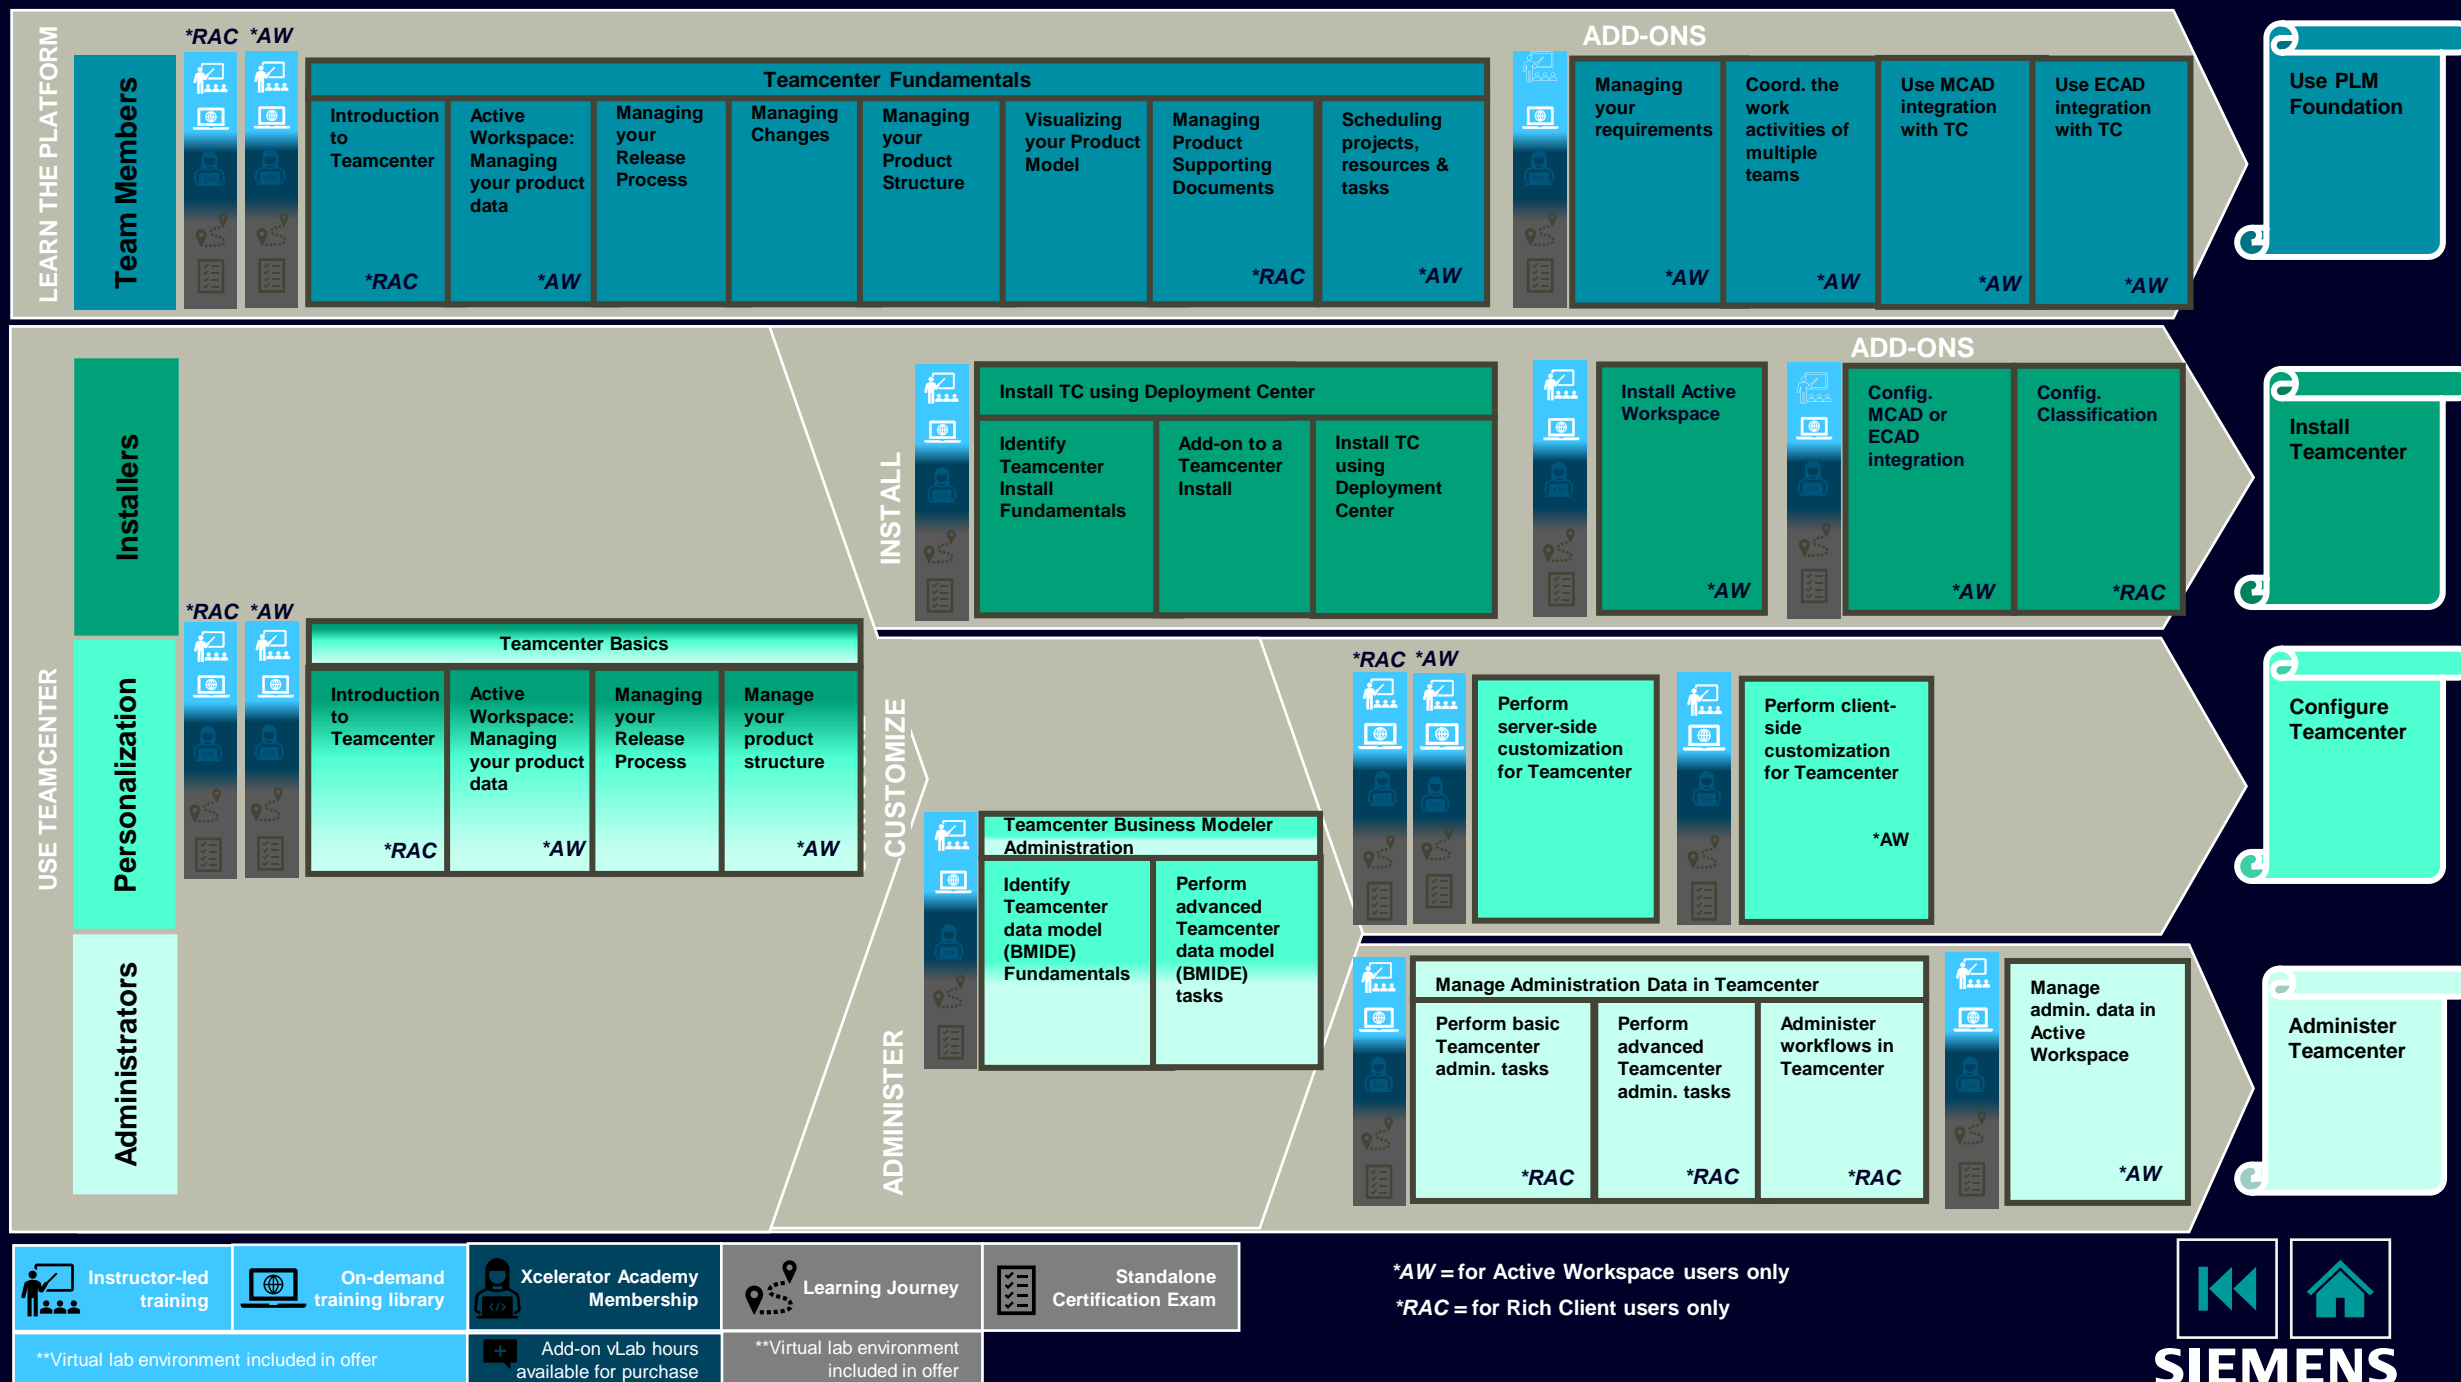 LEARN THE PLATFORM
Team Members
*RAC *AW
Teamcenter Fundamentals
Introduction
to
Teamcenter
*RAC
Active
Workspace:
Managing
your product
data
*AW
Managing
your
Release
Process
Managing
Changes
Managing
your
Product
Structure
Visualizing
your Product
Model
Managing
Product
Supporting
Documents
*RAC
Scheduling
projects,
resources &
tasks
*AW
ADD-ONS
Managing
your
requirements
*AW
Coord. the
work
activities of
multiple
teams
*AW
Use MCAD
integration
with TC
*AW
Use ECAD
integration
with TC
*AW
Use PLM
Foundation
USE TEAMCENTER
Installers
Personalization
Administrators
*RAC *AW
Teamcenter Basics
Introduction
to
Teamcenter
*RAC
Active
Workspace:
Managing
your product
data
*AW
Managing
your
Release
Process
Manage
your
product
structure
*AW
INSTALL
Install TC using Deployment Center
Identify
Teamcenter
Install
Fundamentals
Add-on to a
Teamcenter
Install
Install TC
using
Deployment
Center
Install Active
Workspace
*AW
ADD-ONS
Config.
MCAD or
ECAD
integration
*AW
Config.
Classification
*RAC
Install
Teamcenter
CUSTOMIZE
ADMINISTER
Teamcenter Business Modeler
Administration
Identify
Teamcenter
data model
(BMIDE)
Fundamentals
Perform
advanced
Teamcenter
data model
(BMIDE)
tasks
*RAC *AW
Perform
server-side
customization
for Teamcenter
Perform client-
side
customization
for Teamcenter
*AW
Configure
Teamcenter
Manage Administration Data in Teamcenter
Perform basic
Teamcenter
admin. tasks
*RAC
Perform
advanced
Teamcenter
admin. tasks
*RAC
Administer
workflows in
Teamcenter
*RAC
Manage
admin. data in
Active
Workspace
*AW
Administer
Teamcenter
Instructor-led
training
On-demand
training library
Xcelerator Academy
Membership
Learning Journey
Standalone
Certification Exam
**Virtual lab environment included in offer
Add-on vLab hours
available for purchase
**Virtual lab environment
included in offer
*AW = for Active Workspace users only
*RAC = for Rich Client users only
SIEMENS